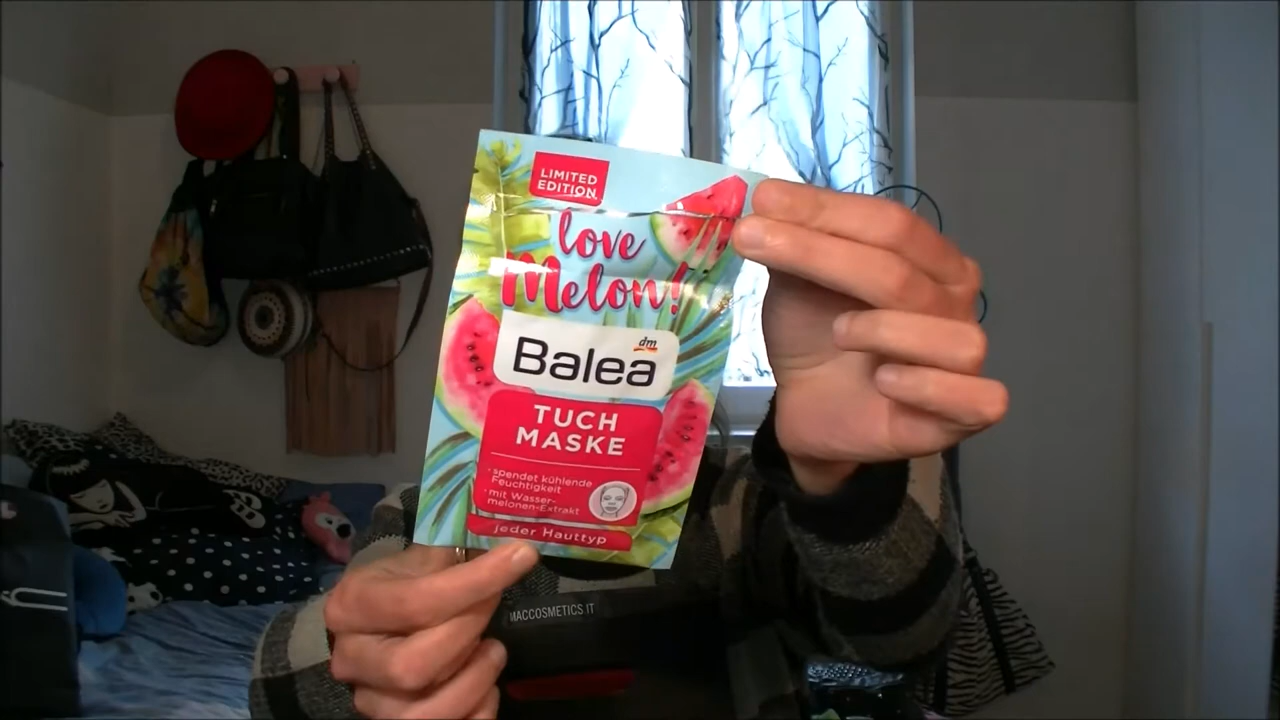 LIMITED
EDITION
love
Melon!
dm
Balea
TUCH
MASKE
• spendet kühlende
Feuchtigkeit
• mit Wasser-
melonen-Extrakt
jeder Hauttyp
MACCOSMETICS.IT